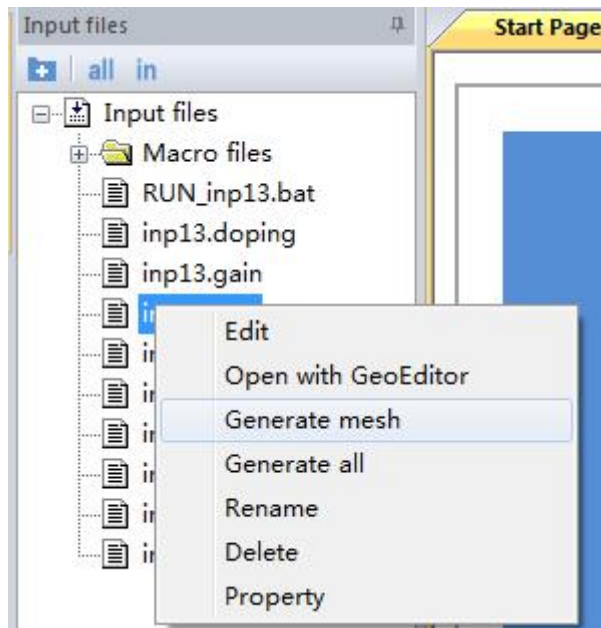 Input files
Start Page
all in
Input files
Macro files
RUN_inp13.bat
inp13.doping
inp13.gain
Edit
Open with GeoEditor
Generate mesh
Generate all
Rename
Delete
Property